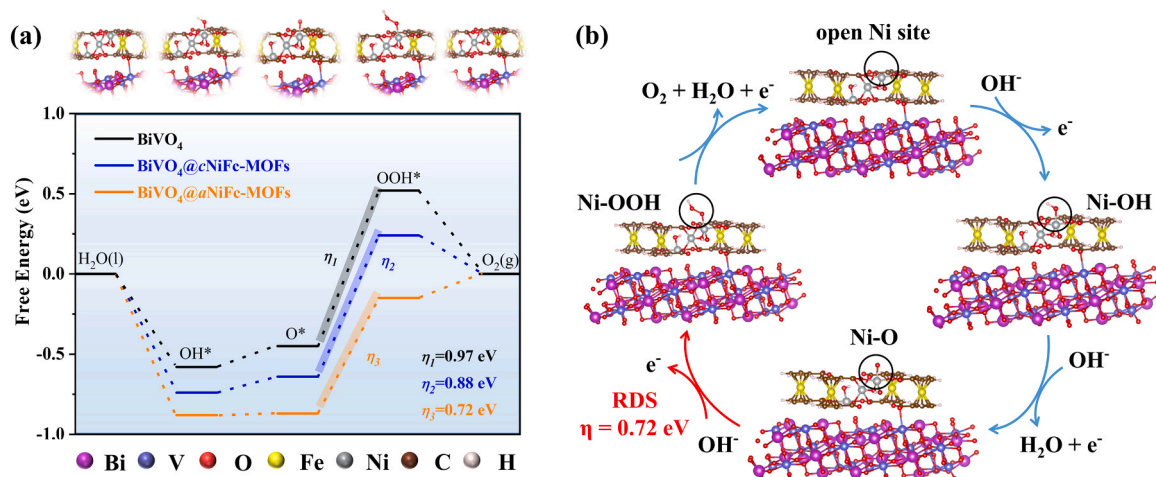 (a)
1.0
0.5
0.0
-0.5
-1.0
Free Energy (eV)
BiVO₄
BiVO₄@cNiFc-MOFs
BiVO₄@aNiFc-MOFs
H₂O(l)
OH*
O*
OOH*
O₂(g)
η₁
η₂
η₃
η₁=0.97 eV
η₂=0.88 eV
η₃=0.72 eV
Bi V O Fe Ni C H
(b)
open Ni site
O₂ + H₂O + e⁻
OH⁻
e⁻
Ni-OOH
Ni-OH
Ni-O
OH⁻
H₂O + e⁻
e⁻
RDS
η = 0.72 eV
OH⁻